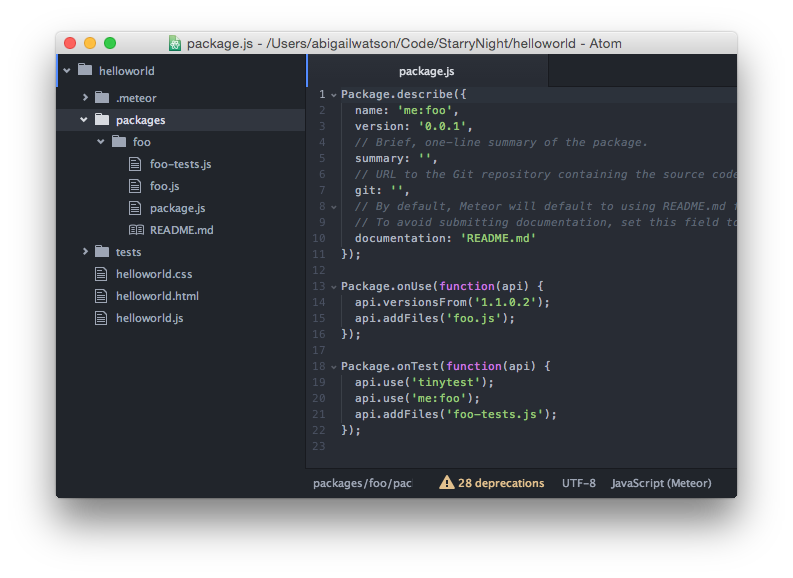 package.js - /Users/abigailwatson/Code/StarryNight/helloworld - Atom
helloworld
.meteor
packages
foo
foo-tests.js
foo.js
package.js
README.md
tests
helloworld.css
helloworld.html
helloworld.js
package.js
1 Package.describe({
2 name: 'me:foo',
3 version: '0.0.1',
4 // Brief, one-line summary of the package.
5 summary: '',
6 // URL to the Git repository containing the source code
7 git: '',
8 // By default, Meteor will default to using README.md f
9 // To avoid submitting documentation, set this field to
10 documentation: 'README.md'
11 });
12
13 Package.onUse(function(api) {
14 api.versionsFrom('1.1.0.2');
15 api.addFiles('foo.js');
16 });
17
18 Package.onTest(function(api) {
19 api.use('tinytest');
20 api.use('me:foo');
21 api.addFiles('foo-tests.js');
22 });
23
packages/foo/pac 28 deprecations UTF-8 JavaScript (Meteor)